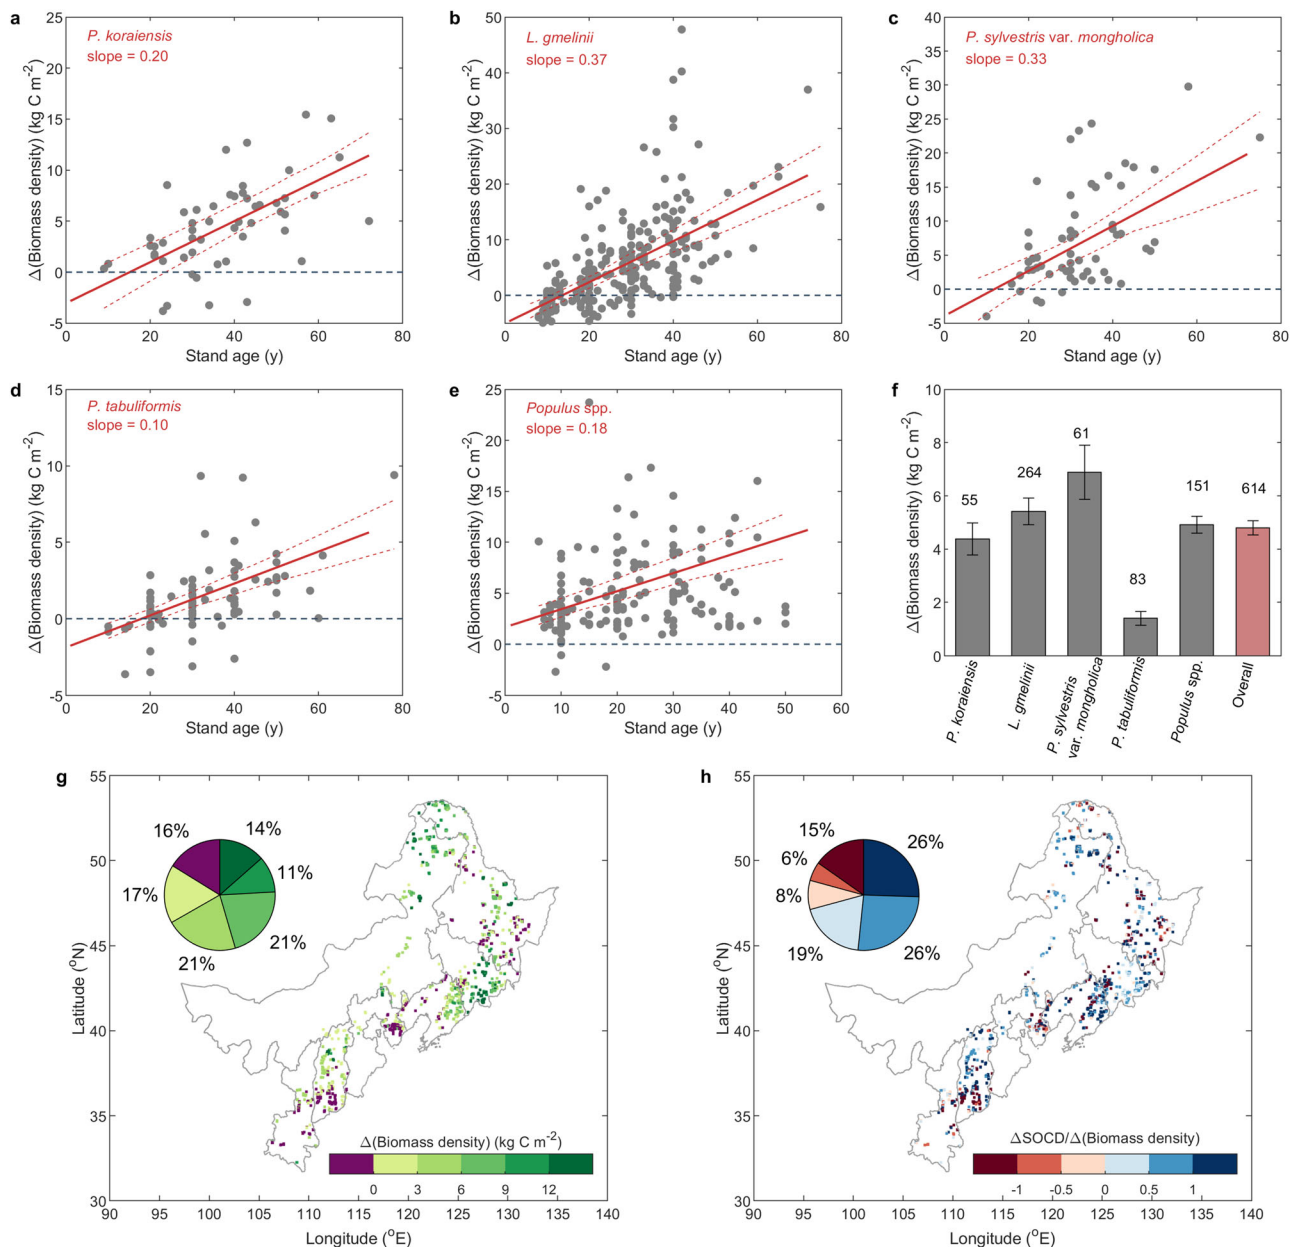 a
P. koraiensis
slope = 0.20
25
20
15
10
5
0
-5
Δ(Biomass density) (kg C m-2)
0 20 40 60 80
Stand age (y)
b
L. gmelinii
slope = 0.37
50
40
30
20
10
0
-5
Δ(Biomass density) (kg C m-2)
0 20 40 60 80
Stand age (y)
c
P. sylvestris var. mongholica
slope = 0.33
40
35
30
25
20
15
10
5
0
-5
Δ(Biomass density) (kg C m-2)
0 20 40 60 80
Stand age (y)
d
P. tabuliformis
slope = 0.10
15
10
5
0
-5
Δ(Biomass density) (kg C m-2)
0 20 40 60 80
Stand age (y)
e
Populus spp.
slope = 0.18
25
20
15
10
5
0
-5
Δ(Biomass density) (kg C m-2)
0 10 20 30 40 50 60
Stand age (y)
f
10
8
6
4
2
0
Δ(Biomass density) (kg C m-2)
55
264
61
83
151
614
P. koraiensis
L. gmelinii
P. sylvestris
var. mongholica
P. tabuliformis
Populus spp.
Overall
g
55
50
45
40
35
30
Latitude (oN)
16%
14%
11%
17%
21%
21%
Δ(Biomass density) (kg C m-2)
0 3 6 9 12
90 95 100 105 110 115 120 125 130 135 140
Longitude (oE)
h
55
50
45
40
35
30
Latitude (oN)
15%
26%
6%
8%
19%
26%
ΔSOCD/Δ(Biomass density)
-1 -0.5 0 0.5 1
90 95 100 105 110 115 120 125 130 135 140
Longitude (oE)